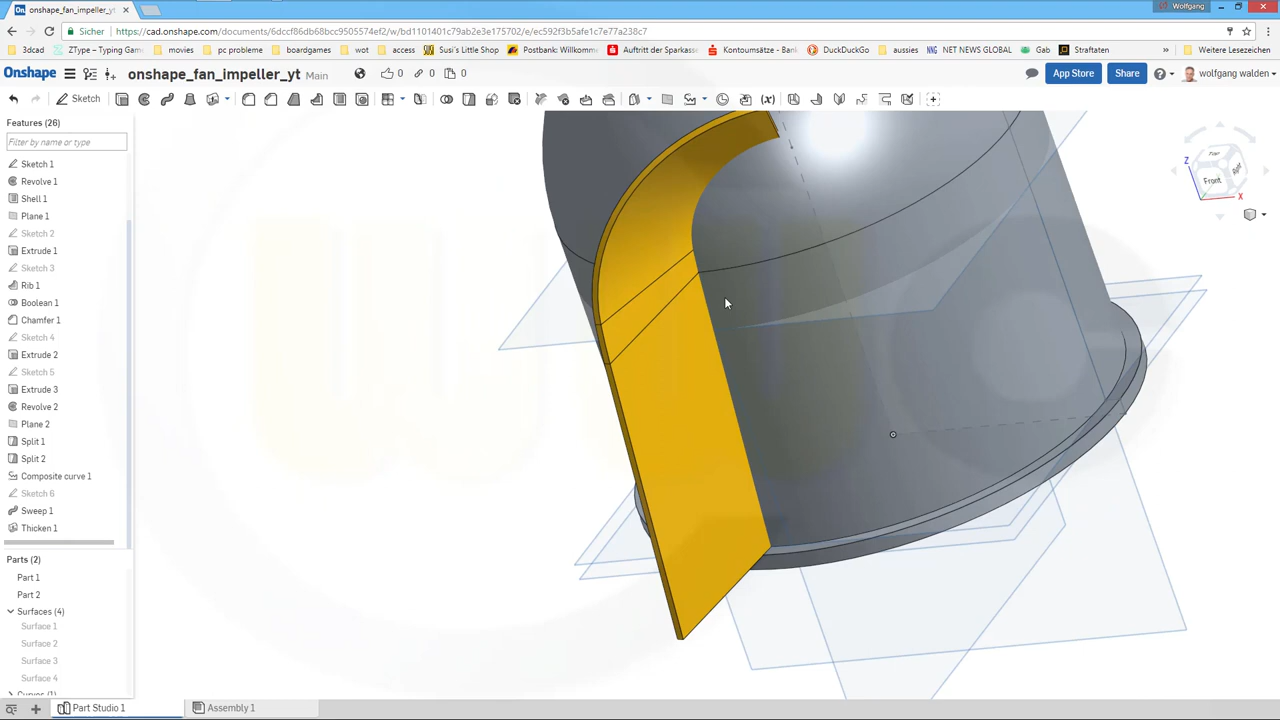 onshape_fan_impeller_yt
Wolfgang
Sicher
https://cad.onshape.com/documents/6dccf86db68bcc9505574ef2/w/bd1101401c79ab2e3e175702/e/ec592f3b5afe1c7e77a238c7
3dcad
ZType – Typing Gam
movies
pc probleme
boardgames
wot
access
Susi's Little Shop
Postbank: Willkomme
Auftritt der Sparkasse
Kontoumsätze - Bank
DuckDuckGo
aussies
NET NEWS GLOBAL
Gab
Straftaten
»
Weitere Lesezeichen
Onshape
onshape_fan_impeller_yt
Main
0
0
0
App Store
Share
wolfgang walden
Sketch
(x)
Features (26)
Filter by name or type
Sketch 1
Revolve 1
Shell 1
Plane 1
Sketch 2
Extrude 1
Sketch 3
Rib 1
Boolean 1
Chamfer 1
Sketch 4
Extrude 2
Sketch 5
Extrude 3
Revolve 2
Plane 2
Split 1
Split 2
Composite curve 1
Sketch 6
Sweep 1
Thicken 1
Parts (2)
Part 1
Part 2
Surfaces (4)
Surface 1
Surface 2
Surface 3
Surface 4
Curves (1)
Z
Front
Right
X
Part Studio 1
Assembly 1